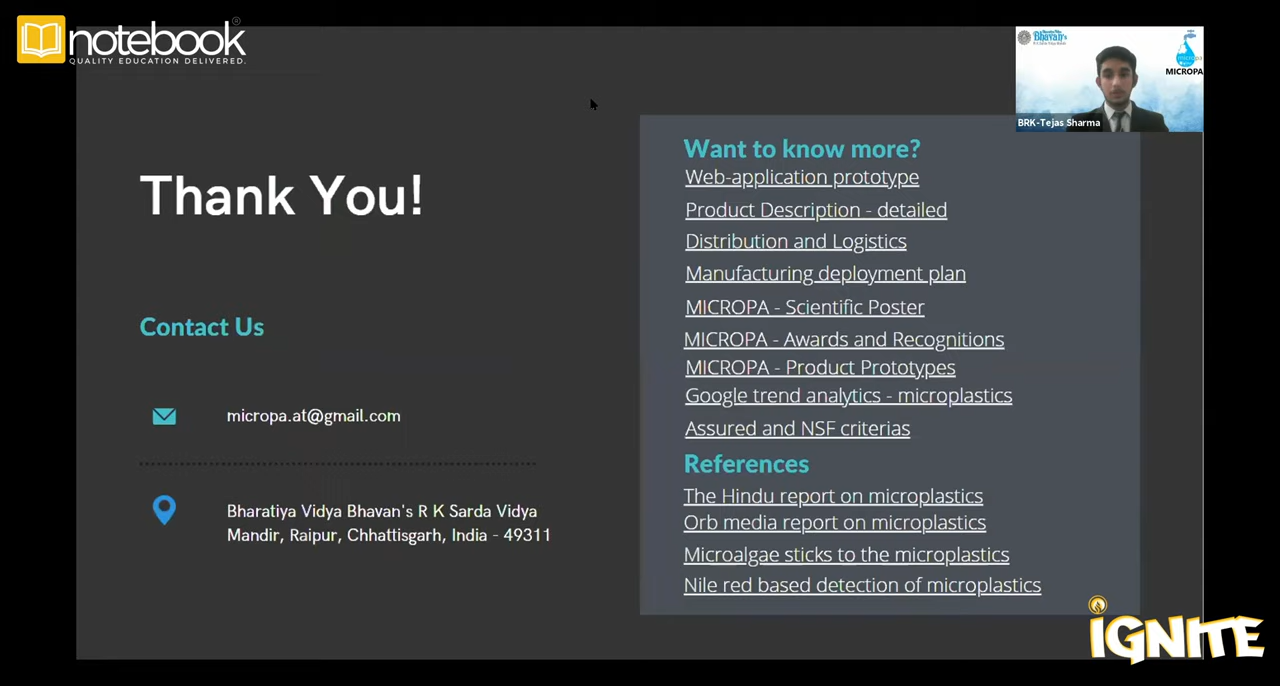 notebook
QUALITY EDUCATION DELIVERED.
Bhavan's
MICROPA
BRK-Tejas Sharma
Thank You!
Contact Us
micropa.at@gmail.com
Bharatiya Vidya Bhavan's R K Sarda Vidya
Mandir, Raipur, Chhattisgarh, India - 49311
Want to know more?
Web-application prototype
Product Description - detailed
Distribution and Logistics
Manufacturing deployment plan
MICROPA - Scientific Poster
MICROPA - Awards and Recognitions
MICROPA - Product Prototypes
Google trend analytics - microplastics
Assured and NSF criterias
References
The Hindu report on microplastics
Orb media report on microplastics
Microalgae sticks to the microplastics
Nile red based detection of microplastics
iGNITE